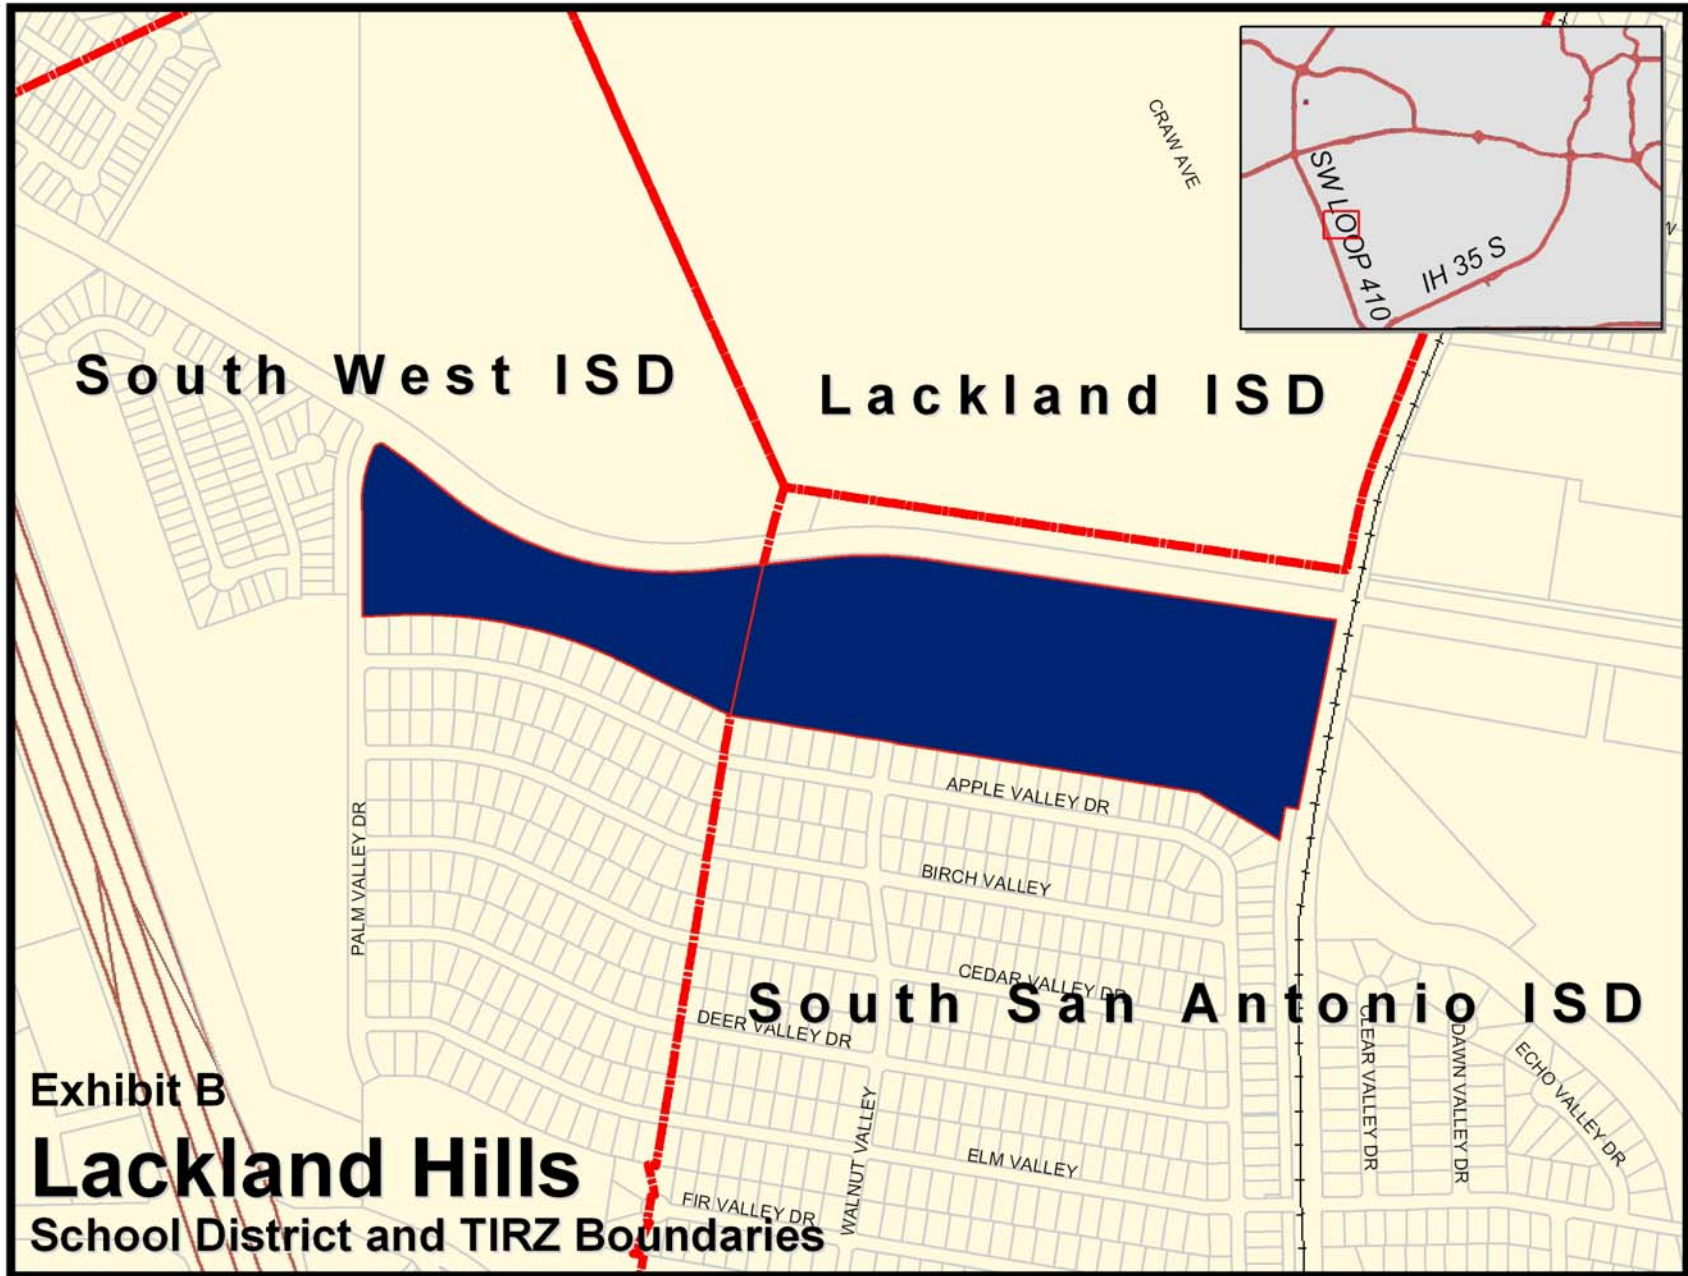 CRAW AVE
SW LOOP 410
IH 35 S
South West ISD
Lackland ISD
PALM VALLEY DR
APPLE VALLEY DR
BIRCH VALLEY
CEDAR VALLEY DR
South San Antonio ISD
DEER VALLEY DR
CLEAR VALLEY DR
DAWN VALLEY DR
ECHO VALLEY DR
WALNUT VALLEY
ELM VALLEY
FIR VALLEY DR
Exhibit B
Lackland Hills
School District and TIRZ Boundaries